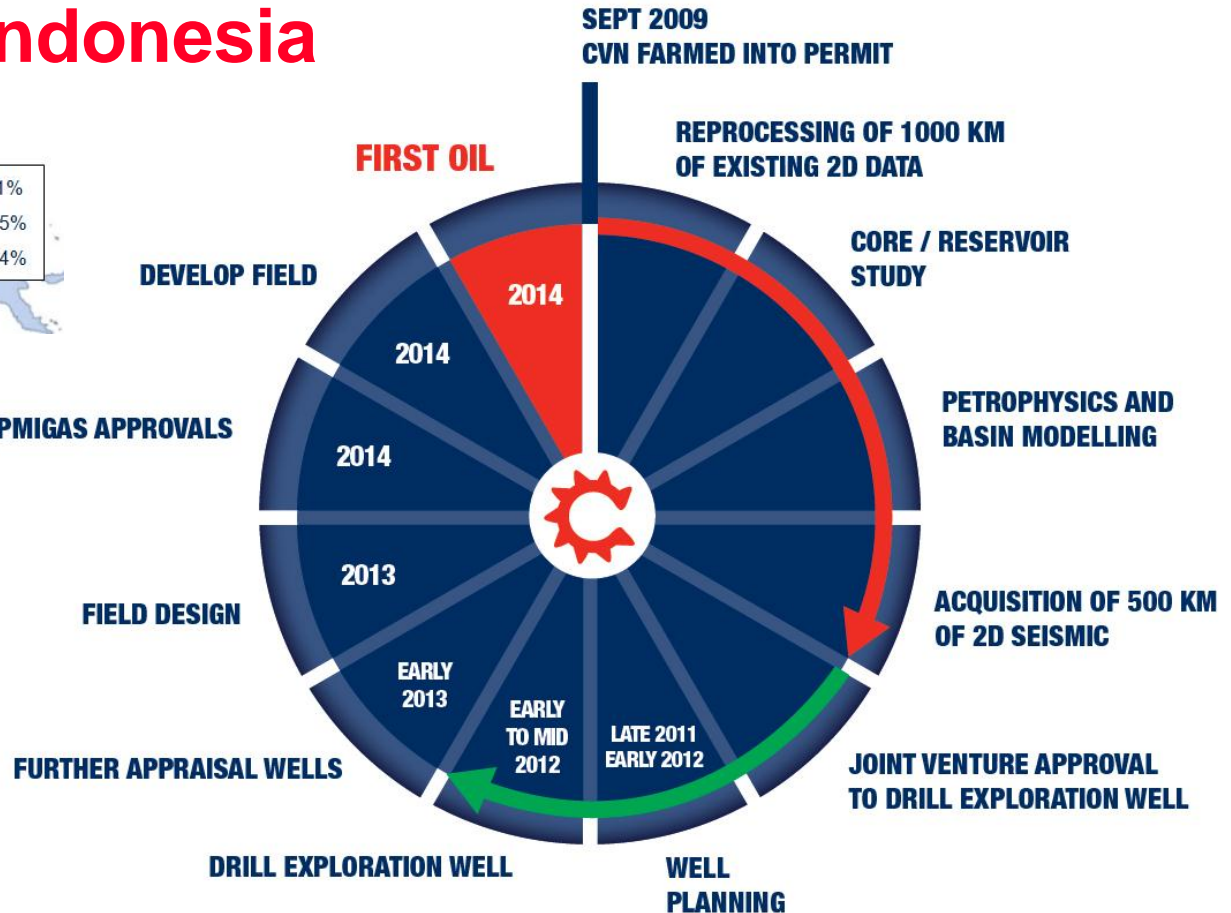 ndonesia
1%
5%
4%
SEPT 2009
CVN FARMED INTO PERMIT
REPROCESSING OF 1000 KM
OF EXISTING 2D DATA
CORE / RESERVOIR
STUDY
PETROPHYSICS AND
BASIN MODELLING
ACQUISITION OF 500 KM
OF 2D SEISMIC
JOINT VENTURE APPROVAL
TO DRILL EXPLORATION WELL
WELL
PLANNING
LATE 2011
EARLY 2012
DRILL EXPLORATION WELL
EARLY
TO MID
2012
FURTHER APPRAISAL WELLS
EARLY
2013
FIELD DESIGN
2013
PMIGAS APPROVALS
2014
DEVELOP FIELD
2014
FIRST OIL
2014